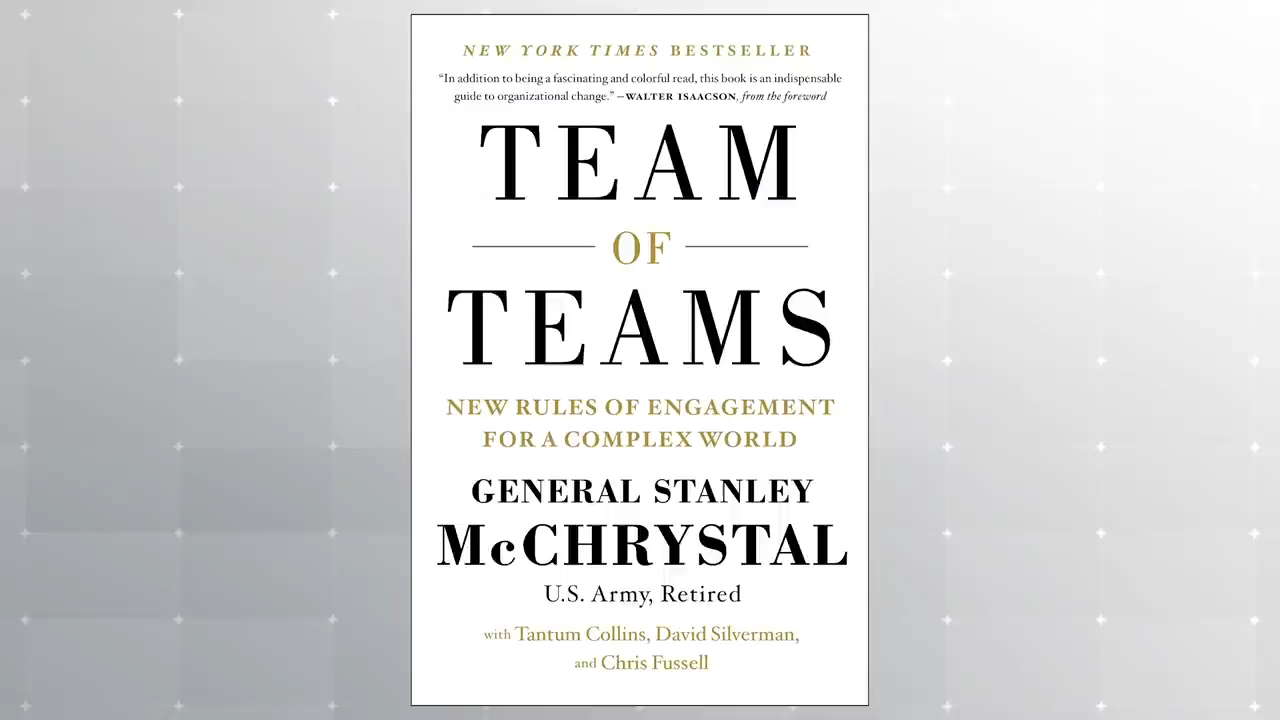 NEW YORK TIMES BESTSELLER
“In addition to being a fascinating and colorful read, this book is an indispensable
guide to organizational change.” —WALTER ISAACSON, from the foreword
TEAM
OF
TEAMS
NEW RULES OF ENGAGEMENT
FOR A COMPLEX WORLD
GENERAL STANLEY
McCHRYSTAL
U.S. Army, Retired
with Tantum Collins, David Silverman,
and Chris Fussell